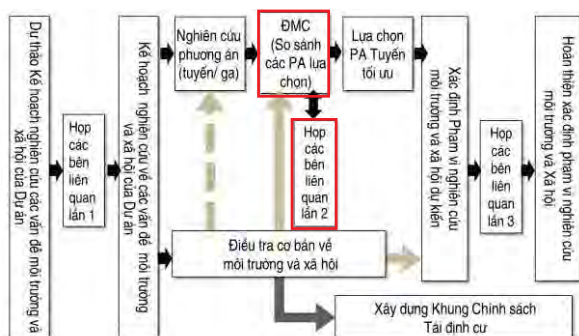 Dự thảo Kế hoạch nghiên cứu các vấn đề môi trường và
xã hội của Dự án
Họp
các
bên
liên
quan
lần 1
Kế hoạch nghiên cứu về các vấn đề môi trường
và xã hội của Dự án
Nghiên cứu
phương án
(tuyến/ ga)
ĐMC
(So sánh
các PA lựa
chọn)
Lựa chọn
PA Tuyến
tối ưu
Họp
các
bên
liên
quan
lần 2
Điều tra cơ bản về
môi trường và xã hội
Xác định Phạm vi nghiên cứu
môi trường và xã hội dự kiến
Họp
các
bên
liên
quan
lần 3
Hoàn thiện xác định phạm vi nghiên cứu
môi trường và Xã hội
Xây dựng Khung Chính sách
Tái định cư